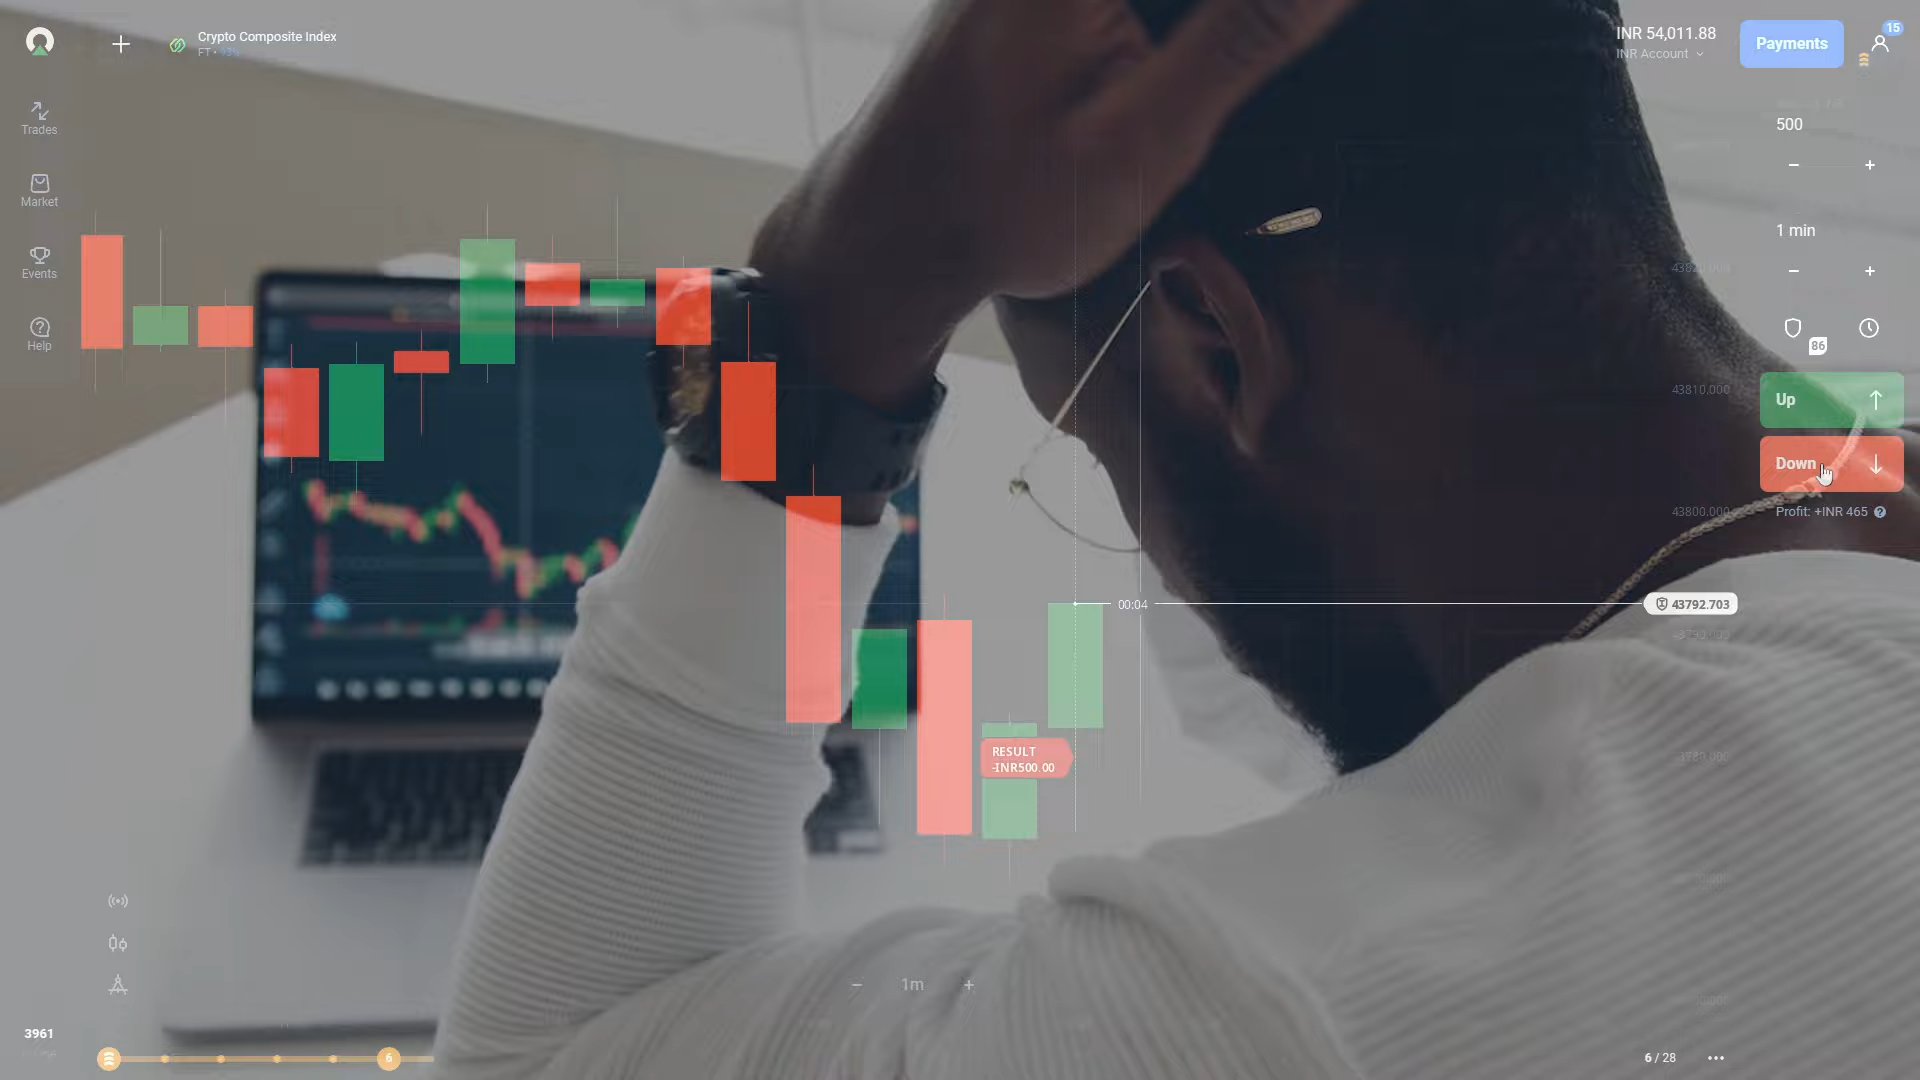 Crypto Composite Index
FT • 93%
INR 54,011.88
INR Account
Payments
15
Trades
Market
Events
Help
500
1 min
86
Up
Down
Profit: +INR 465
43810.000
43800.000
00:04
43792.703
RESULT
-INR500.00
1m
3961
6
6 / 28